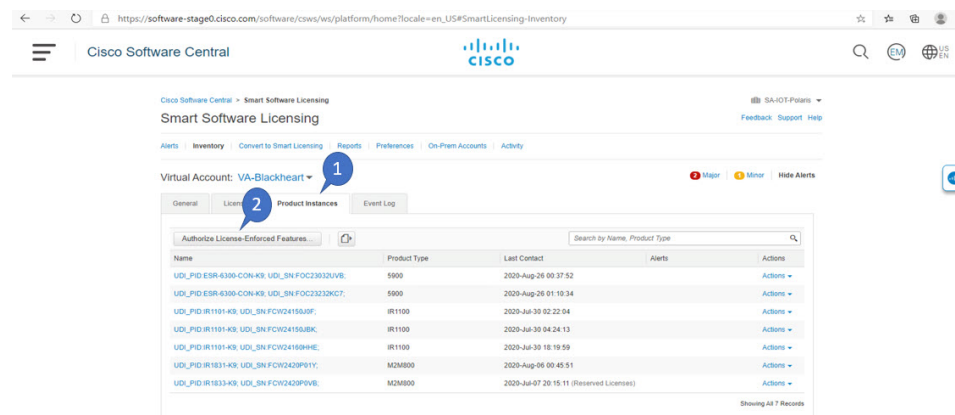 https://software-stage0.cisco.com/software/csws/ws/platform/home?locale=en_US#SmartLicensing-Inventory
Cisco Software Central
CISCO
EM
US EN
Cisco Software Central > Smart Software Licensing
SA-IOT-Polaris
Smart Software Licensing
Feedback Support Help
Alerts Inventory Convert to Smart Licensing Reports Preferences On-Prem Accounts Activity
1
Virtual Account: VA-Blackheart
2 Major 1 Minor Hide Alerts
2
General Licen Product Instances Event Log
Authorize License-Enforced Features...
Search by Name, Product Type
Name Product Type Last Contact Alerts Actions
UDI_PID:ESR-6300-CON-K9; UDI_SN:FOC23032UVB; 5900 2020-Aug-26 00:37:52 Actions
UDI_PID:ESR-6300-CON-K9; UDI_SN:FOC23232KC7; 5900 2020-Aug-26 01:10:34 Actions
UDI_PID:IR1101-K9; UDI_SN:FCW24150J0F; IR1100 2020-Jul-30 02:22:04 Actions
UDI_PID:IR1101-K9; UDI_SN:FCW24150JBK; IR1100 2020-Jul-30 04:24:13 Actions
UDI_PID:IR1101-K9; UDI_SN:FCW24160HHE; IR1100 2020-Jul-30 18:19:59 Actions
UDI_PID:IR1831-K9; UDI_SN:FCW2420P01Y; M2M800 2020-Aug-06 00:45:51 Actions
UDI_PID:IR1833-K9; UDI_SN:FCW2420P0VB; M2M800 2020-Jul-07 20:15:11 (Reserved Licenses) Actions
Showing All 7 Records